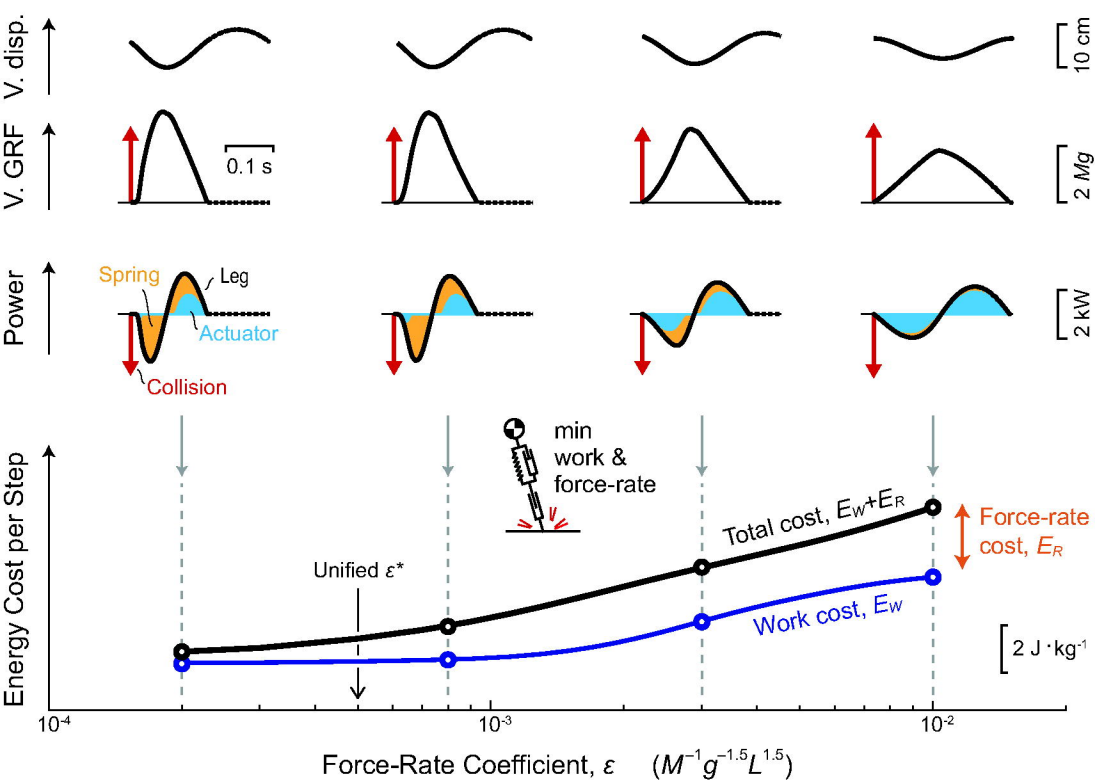 V. disp.
10 cm
V. GRF
0.1 s
2 Mg
Power
Spring
Leg
Actuator
Collision
2 kW
Energy Cost per Step
min
work &
force-rate
Total cost, E_W+E_R
Force-rate
cost, E_R
Unified ε*
Work cost, E_W
2 J·kg⁻¹
10⁻⁴
10⁻³
10⁻²
Force-Rate Coefficient, ε (M⁻¹g⁻¹·⁵L¹·⁵)